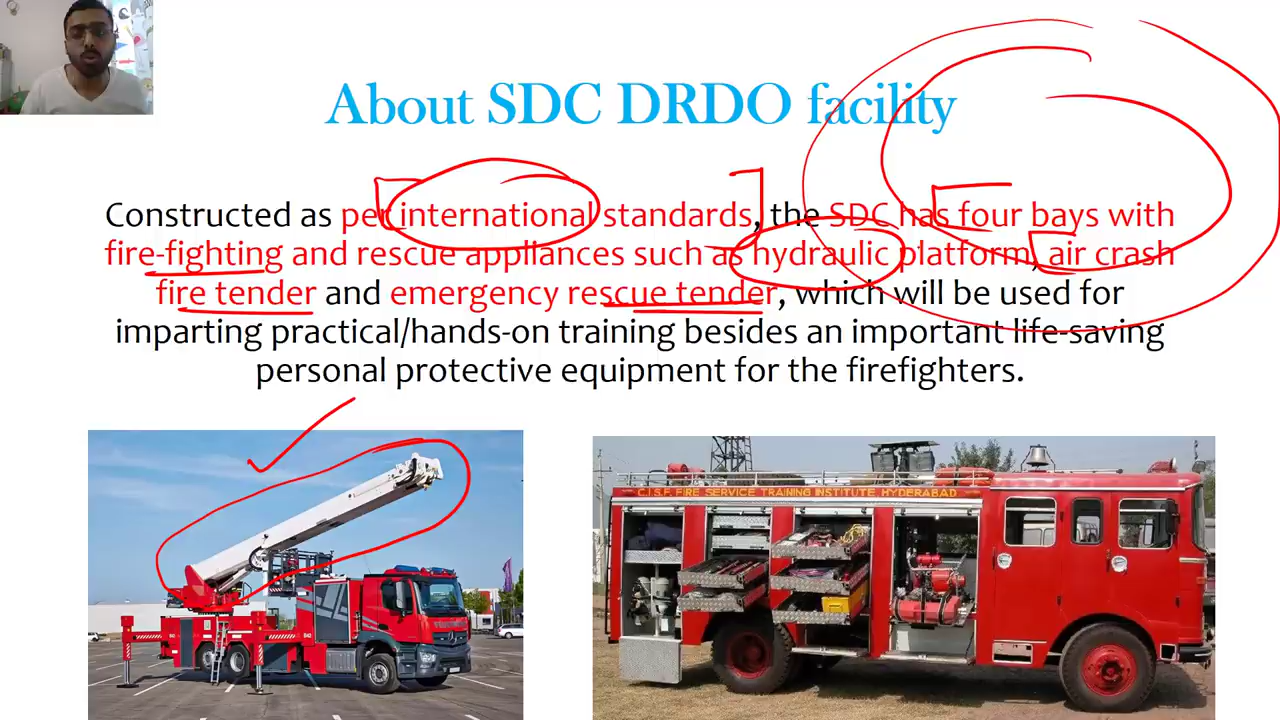 About SDC DRDO facility
Constructed as per international standards, the SDC has four bays with
fire-fighting and rescue appliances such as hydraulic platform, air crash
fire tender and emergency rescue tender, which will be used for
imparting practical/hands-on training besides an important life-saving
personal protective equipment for the firefighters.
C.I.S.F. FIRE SERVICE TRAINING INSTITUTE, HYDERABAD